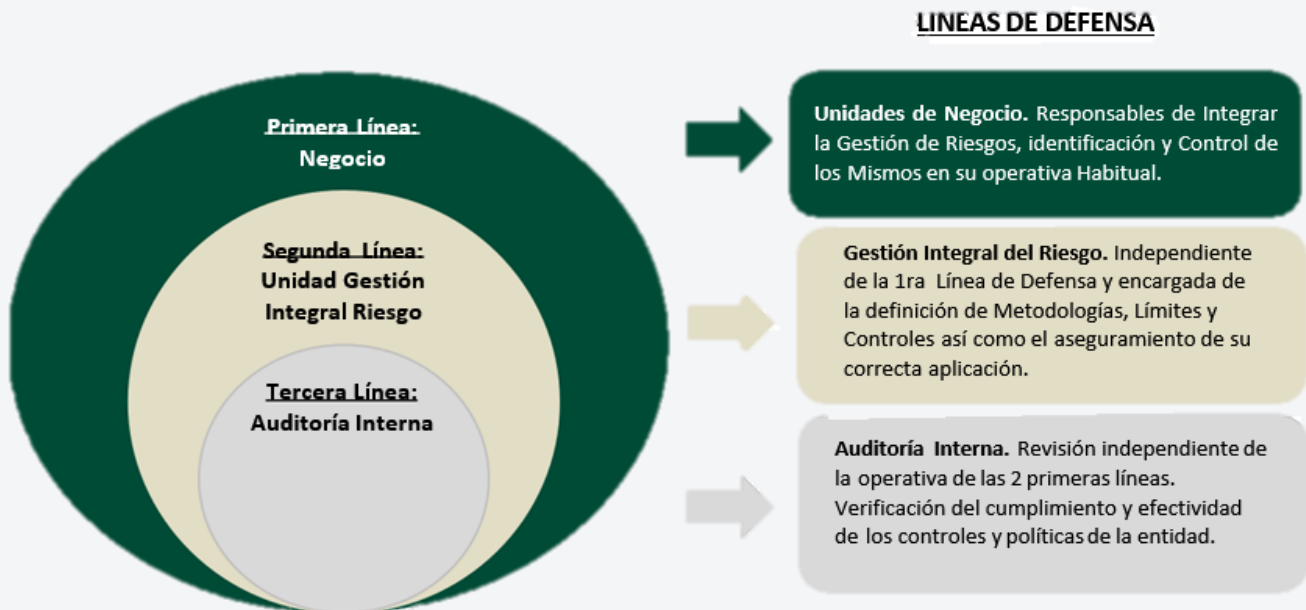 LINEAS DE DEFENSA
Primera Línea:
Negocio
Segunda Línea:
Unidad Gestión
Integral Riesgo
Tercera Línea:
Auditoría Interna
Unidades de Negocio. Responsables de Integrar
la Gestión de Riesgos, identificación y Control de
los Mismos en su operativa Habitual.
Gestión Integral del Riesgo. Independiente
de la 1ra Línea de Defensa y encargada de
la definición de Metodologías, Límites y
Controles así como el aseguramiento de su
correcta aplicación.
Auditoría Interna. Revisión independiente de
la operativa de las 2 primeras líneas.
Verificación del cumplimiento y efectividad
de los controles y políticas de la entidad.